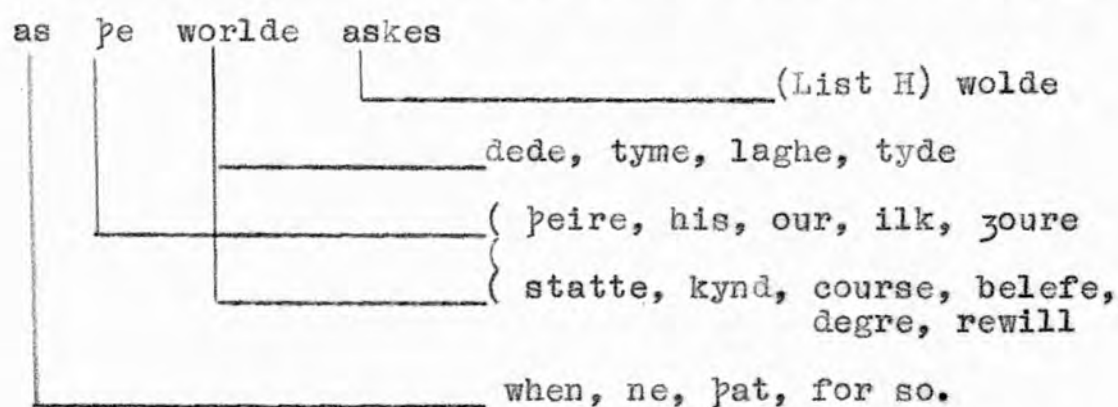 as þe worlde askes
(List H) wolde
dede, tyme, laghe, tyde
( þeire, his, our, ilk, ȝoure
( statte, kynd, course, belefe,
degre, rewill
when, ne, þat, for so.